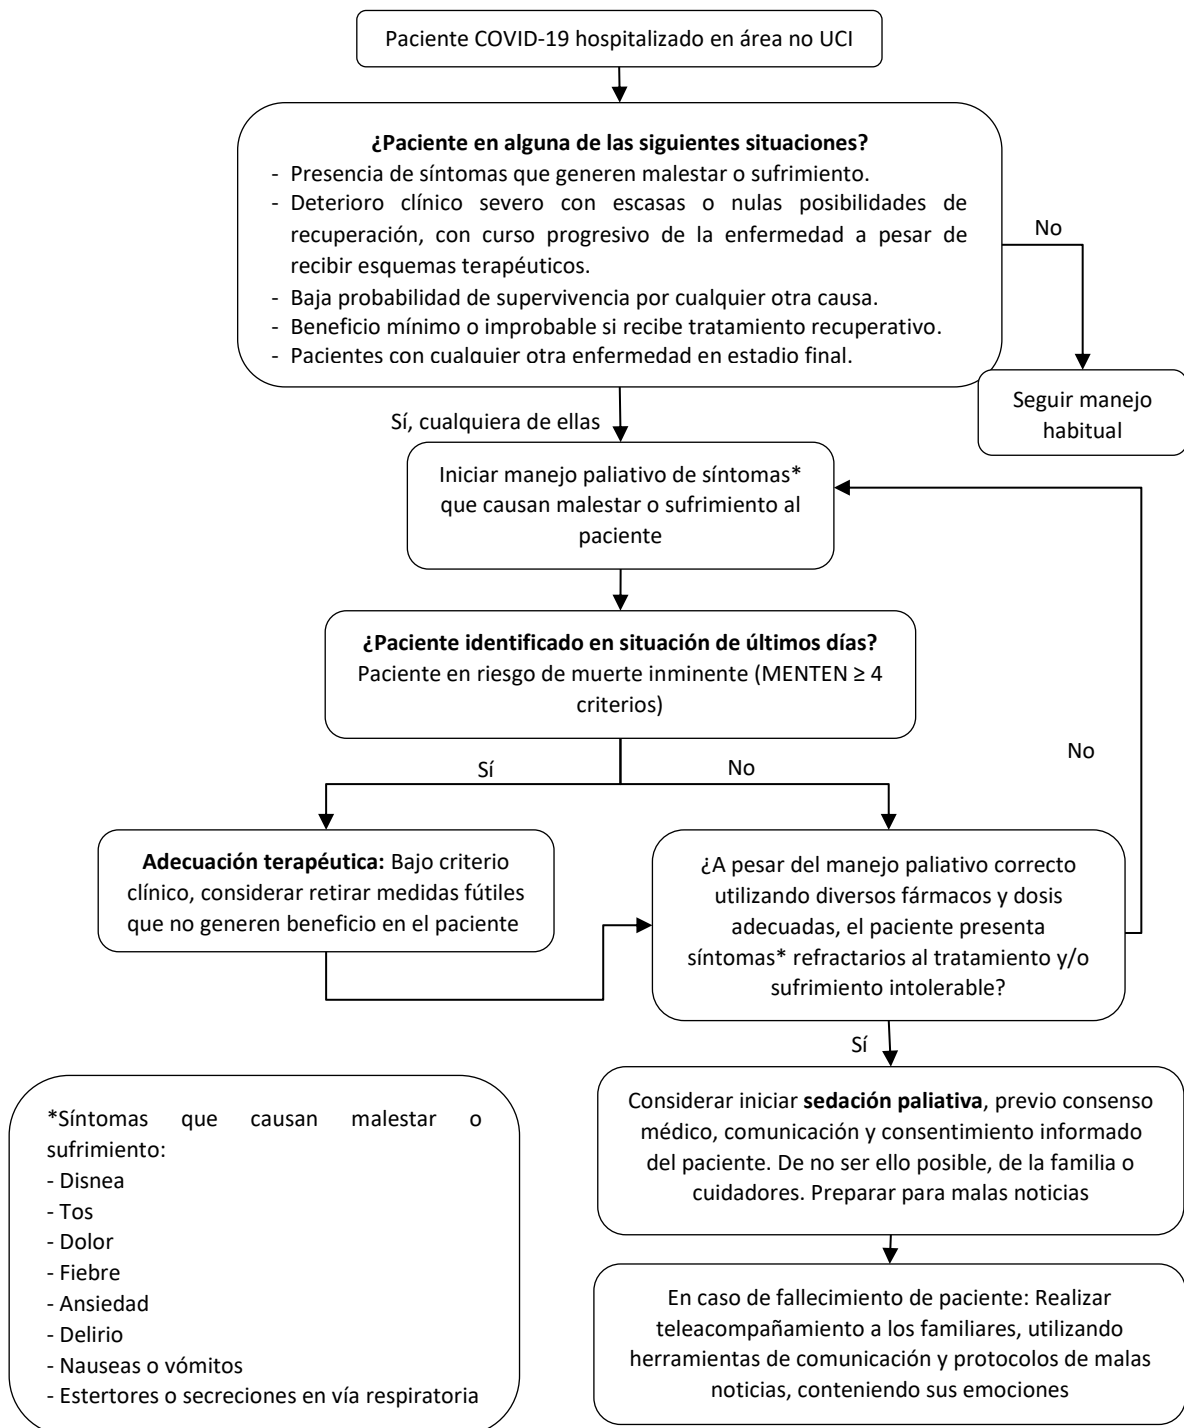 Paciente COVID-19 hospitalizado en área no UCI
¿Paciente en alguna de las siguientes situaciones?
- Presencia de síntomas que generen malestar o sufrimiento.
- Deterioro clínico severo con escasas o nulas posibilidades de
recuperación, con curso progresivo de la enfermedad a pesar de
recibir esquemas terapéuticos.
- Baja probabilidad de supervivencia por cualquier otra causa.
- Beneficio mínimo o improbable si recibe tratamiento recuperativo.
- Pacientes con cualquier otra enfermedad en estadio final.
No
Seguir manejo
habitual
Sí, cualquiera de ellas
Iniciar manejo paliativo de síntomas*
que causan malestar o sufrimiento al
paciente
¿Paciente identificado en situación de últimos días?
Paciente en riesgo de muerte inminente (MENTEN ≥ 4
criterios)
Sí
No
No
Adecuación terapéutica: Bajo criterio
clínico, considerar retirar medidas fútiles
que no generen beneficio en el paciente
¿A pesar del manejo paliativo correcto
utilizando diversos fármacos y dosis
adecuadas, el paciente presenta
síntomas* refractarios al tratamiento y/o
sufrimiento intolerable?
Sí
Considerar iniciar sedación paliativa, previo consenso
médico, comunicación y consentimiento informado
del paciente. De no ser ello posible, de la familia o
cuidadores. Preparar para malas noticias
En caso de fallecimiento de paciente: Realizar
teleacompañamiento a los familiares, utilizando
herramientas de comunicación y protocolos de malas
noticias, conteniendo sus emociones
*Síntomas que causan malestar o
sufrimiento:
- Disnea
- Tos
- Dolor
- Fiebre
- Ansiedad
- Delirio
- Nauseas o vómitos
- Estertores o secreciones en vía respiratoria